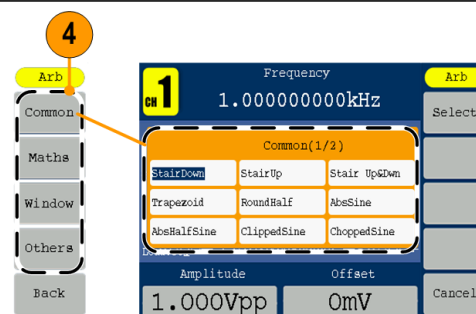 4
Arb
Common
Maths
Window
Others
Back
Frequency
CH 1
1.000000000kHz
Common(1/2)
StairDown StairUp Stair Up&Dwn
Trapezoid RoundHalf AbsSine
AbsHalfSine ClippedSine ChoppedSine
Amplitude Offset
1.000Vpp 0mV
Arb
Select
Cancel